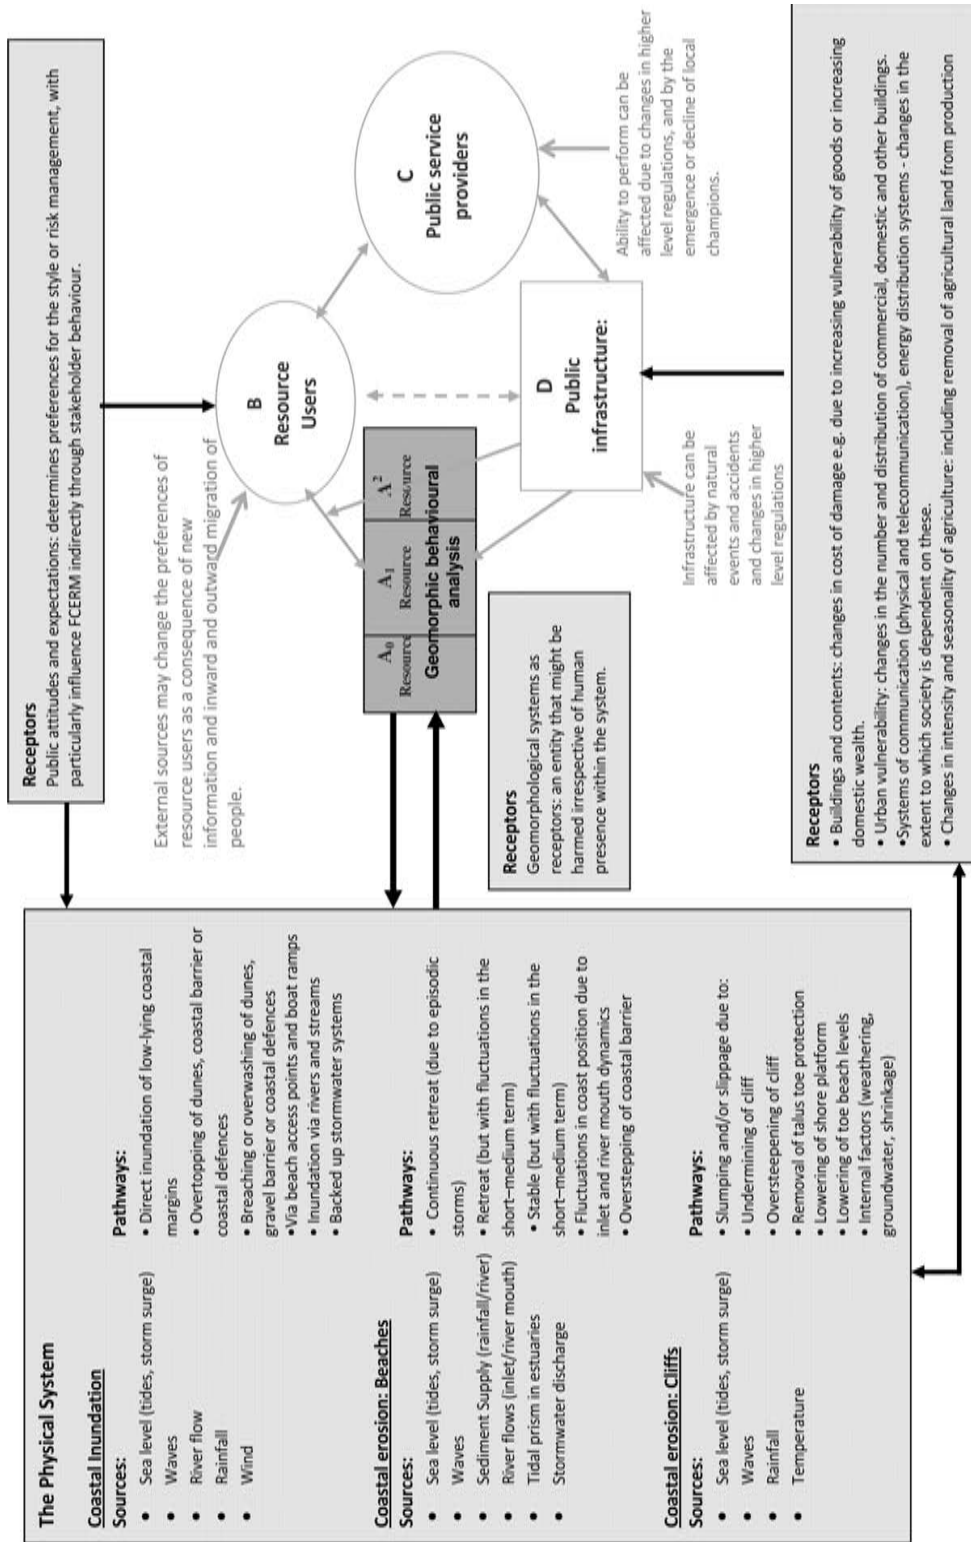 The Physical System
Coastal Inundation
Sources:
• Sea level (tides, storm surge)
• Waves
• River flow
• Rainfall
• Wind
Pathways:
• Direct inundation of low-lying coastal
margins
• Overtopping of dunes, coastal barrier or
coastal defences
• Breaching or overwashing of dunes,
gravel barrier or coastal defences
•Via beach access points and boat ramps
• Inundation via rivers and streams
• Backed up stormwater systems
Coastal erosion: Beaches
Sources:
• Sea level (tides, storm surge)
• Waves
• Sediment Supply (rainfall/river)
• River flows (inlet/river mouth)
• Tidal prism in estuaries
• Stormwater discharge
Pathways:
• Continuous retreat (due to episodic
storms)
• Retreat (but with fluctuations in the
short–medium term)
• Stable (but with fluctuations in the
short–medium term)
• Fluctuations in coast position due to
inlet and river mouth dynamics
• Overstepping of coastal barrier
Coastal erosion: Cliffs
Sources:
• Sea level (tides, storm surge)
• Waves
• Rainfall
• Temperature
Pathways:
• Slumping and/or slippage due to:
• Undermining of cliff
• Oversteepening of cliff
• Removal of talus toe protection
• Lowering of shore platform
• Lowering of toe beach levels
• Internal factors (weathering,
groundwater, shrinkage)
Receptors
Public attitudes and expectations: determines preferences for the style or risk management, with
particularly influence FCERM indirectly through stakeholder behaviour.
External sources may change the preferences of
resource users as a consequence of new
information and inward and outward migration of
people.
B
Resource
Users
C
Public service
providers
A0
Resource
A1
Resource
A2
Resource
Geomorphic behavioural
analysis
D
Public
infrastructure:
Ability to perform can be
affected due to changes in higher
level regulations, and by the
emergence or decline of local
champions.
Receptors
Geomorphological systems as
receptors: an entity that might be
harmed irrespective of human
presence within the system.
Infrastructure can be
affected by natural
events and accidents
and changes in higher
level regulations
Receptors
• Buildings and contents: changes in cost of damage e.g. due to increasing vulnerability of goods or increasing
domestic wealth.
• Urban vulnerability: changes in the number and distribution of commercial, domestic and other buildings.
•Systems of communication (physical and telecommunication), energy distribution systems - changes in the
extent to which society is dependent on these.
• Changes in intensity and seasonality of agriculture: including removal of agricultural land from production